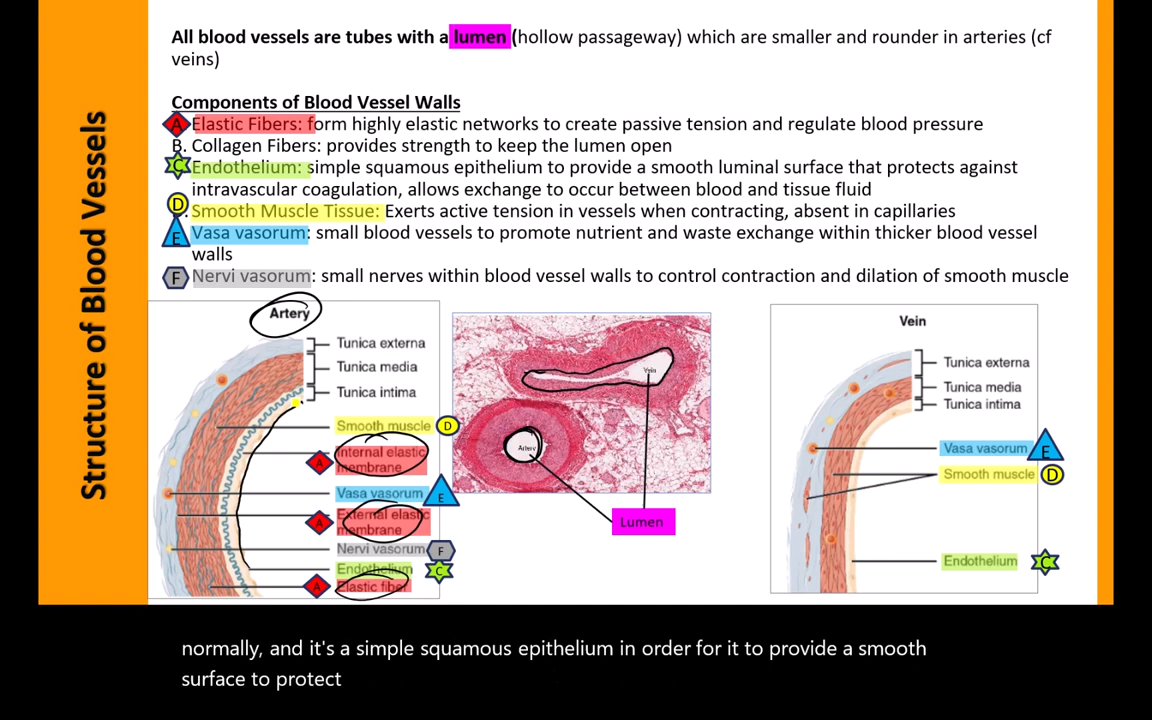 Structure of Blood Vessels
All blood vessels are tubes with a lumen (hollow passageway) which are smaller and rounder in arteries (cf
veins)
Components of Blood Vessel Walls
A Elastic Fibers: form highly elastic networks to create passive tension and regulate blood pressure
B. Collagen Fibers: provides strength to keep the lumen open
C Endothelium: simple squamous epithelium to provide a smooth luminal surface that protects against
intravascular coagulation, allows exchange to occur between blood and tissue fluid
D. Smooth Muscle Tissue: Exerts active tension in vessels when contracting, absent in capillaries
E Vasa vasorum: small blood vessels to promote nutrient and waste exchange within thicker blood vessel
walls
F Nervi vasorum: small nerves within blood vessel walls to control contraction and dilation of smooth muscle
Artery
Tunica externa
Tunica media
Tunica intima
Smooth muscle D
A Internal elastic
membrane
Vasa vasorum E
A External elastic
membrane
Nervi vasorum F
Endothelium C
A Elastic fiber
Vein
Artery
Lumen
Vein
Tunica externa
Tunica media
Tunica intima
Vasa vasorum E
Smooth muscle D
Endothelium C
normally, and it's a simple squamous epithelium in order for it to provide a smooth
surface to protect